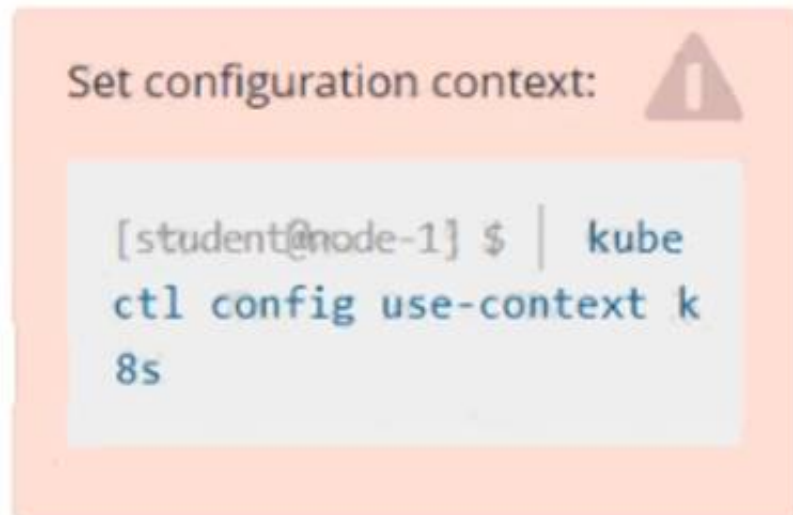 Set configuration context:
[student@node-1] $ | kube
ctl config use-context k
8s